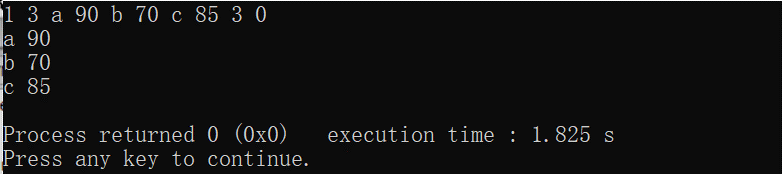 1 3 a 90 b 70 c 85 3 0
a 90
b 70
c 85
Process returned 0 (0x0)   execution time : 1.825 s
Press any key to continue.